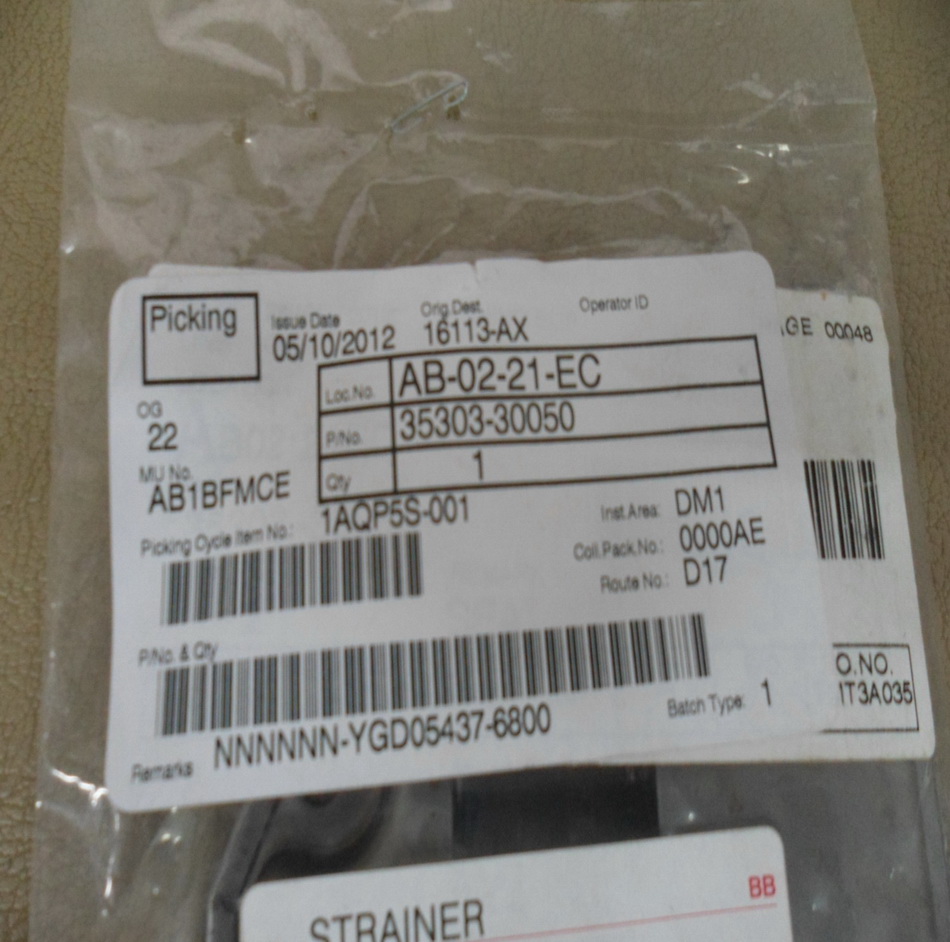 Picking
Issue Date
05/10/2012
Orig.Dest.
16113-AX
Operator ID
OG
22
MU No.
AB1BFMCE
Loc.No. AB-02-21-EC
P/No. 35303-30050
Qty 1
Picking Cycle Item No.: 1AQP5S-001
Inst.Area: DM1
Coll.Pack.No.: 0000AE
Route No.: D17
P/No. & Qty
Batch Type: 1
Remarks NNNNNN-YGD05437-6800
GE 00048
O.NO.
IT3A035
BB
STRAINER